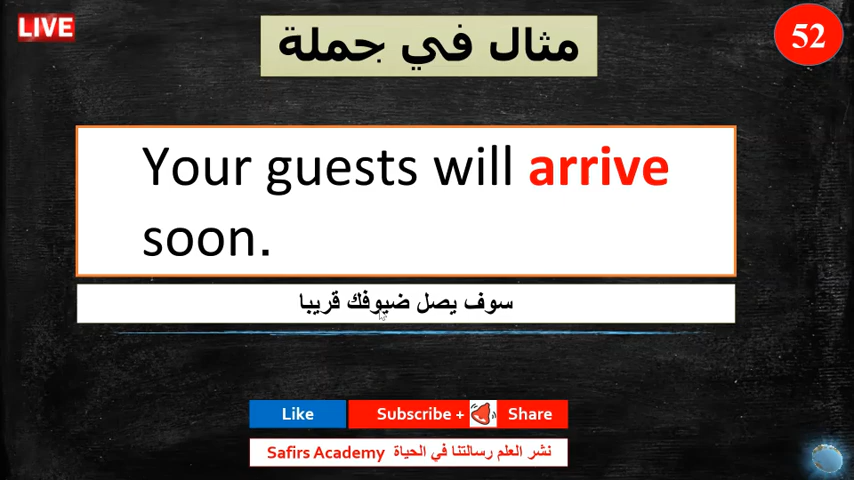 LIVE
مثال في جملة
52
Your guests will arrive
soon.
سوف يصل ضيوفك قريبا
Like
Subscribe + Share
Safirs Academy نشر العلم رسالتنا في الحياة